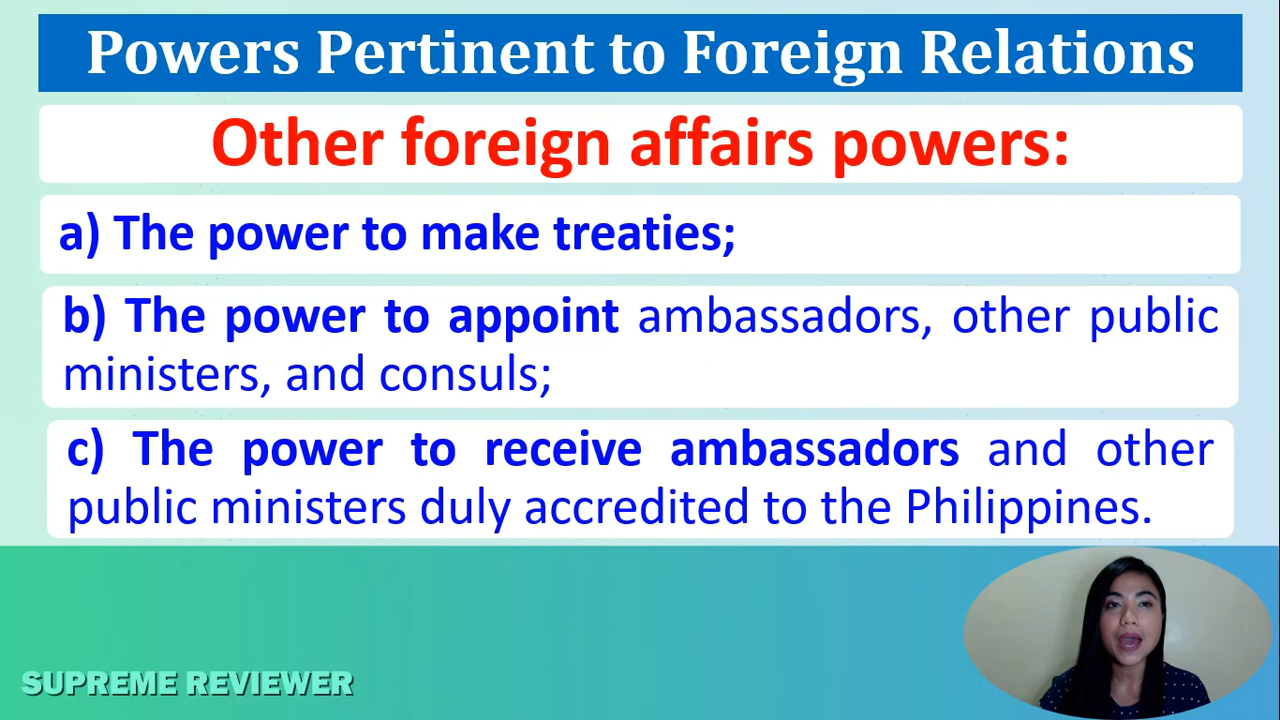 Powers Pertinent to Foreign Relations
Other foreign affairs powers:
a) The power to make treaties;
b) The power to appoint ambassadors, other public
ministers, and consuls;
c) The power to receive ambassadors and other
public ministers duly accredited to the Philippines.
SUPREME REVIEWER